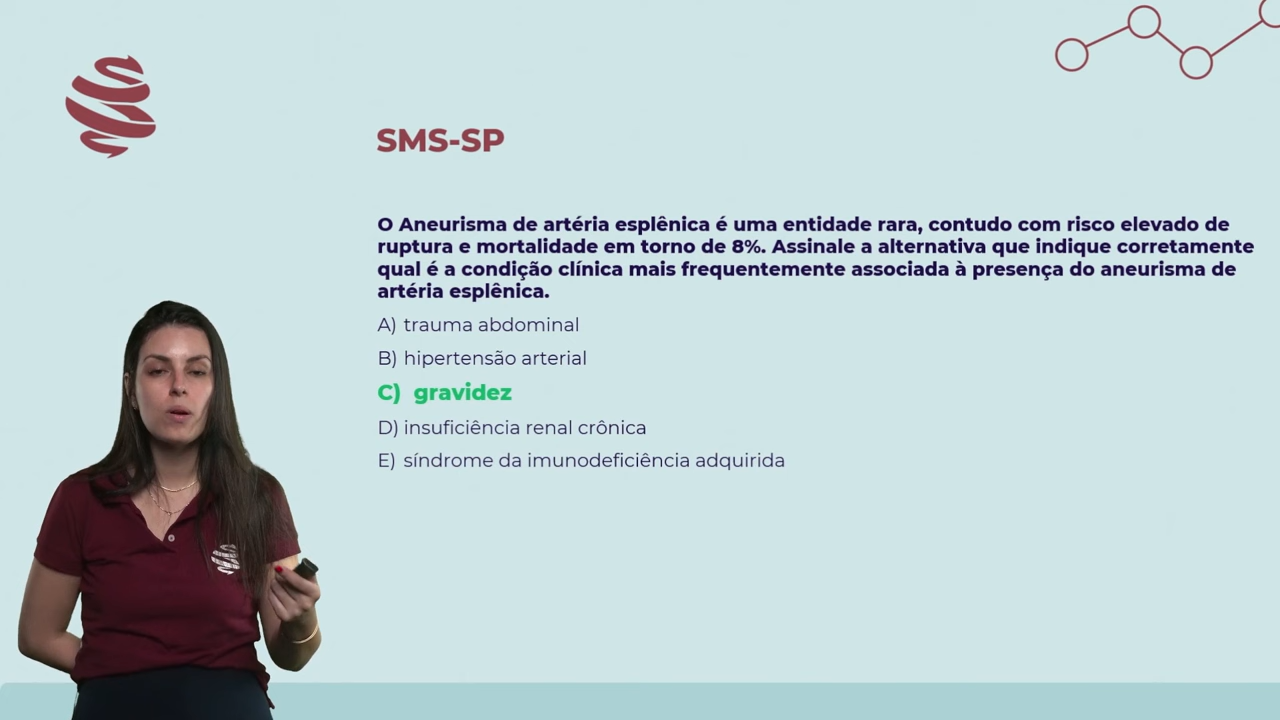 SMS-SP
O Aneurisma de artéria esplênica é uma entidade rara, contudo com risco elevado de
ruptura e mortalidade em torno de 8%. Assinale a alternativa que indique corretamente
qual é a condição clínica mais frequentemente associada à presença do aneurisma de
artéria esplênica.
A) trauma abdominal
B) hipertensão arterial
C) gravidez
D) insuficiência renal crônica
E) síndrome da imunodeficiência adquirida